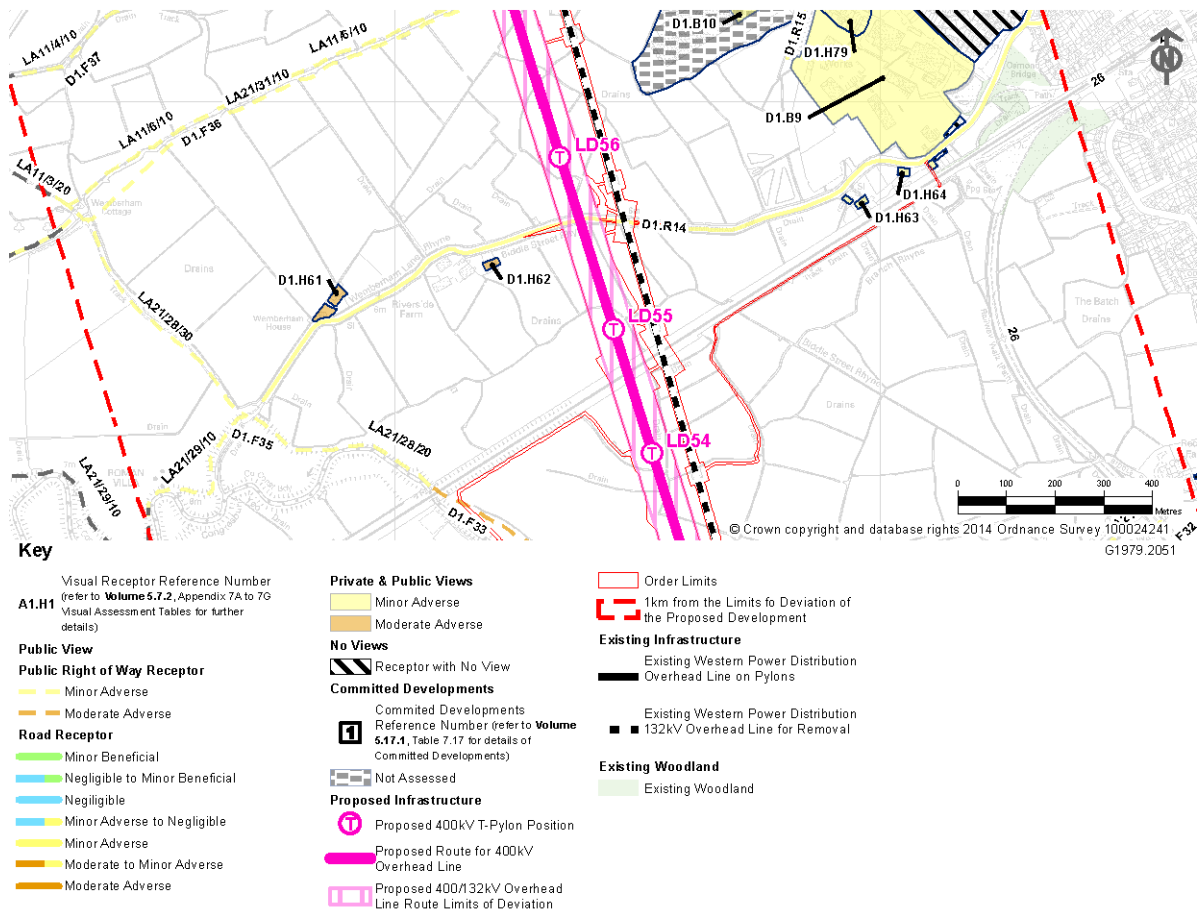 LA11/4/10
D1.F37
LA11/5/10
LA21/31/10
LA11/6/10
D1.F36
LA11/3/20
Wemberham
Cottage
Track
Drain
Drains
D1.B10
D1.R15
D1.H79
D1.B9
26
Sta
N
LD56
D1.R14
D1.H64
D1.H63
D1.H61
D1.H62
Wemberham Long Rhyne
Biddle Street
Wemberham
House
Riverside
Farm
Drains
LD55
LA21/28/30
Branch Rhyne
Biddle Street Rhyne
The Batch
Drains
26
LA21/29/10
D1.F35
LA21/28/20
LD54
LA21/29/10
D1.F33
F32
0 100 200 300 400
Metres
© Crown copyright and database rights 2014 Ordnance Survey 100024241
G1979.2051
Key
A1.H1
Visual Receptor Reference Number
(refer to Volume 5.7.2, Appendix 7A to 7G
Visual Assessment Tables for further
details)
Public View
Public Right of Way Receptor
Minor Adverse
Moderate Adverse
Road Receptor
Minor Beneficial
Negligible to Minor Beneficial
Negiligible
Minor Adverse to Negligible
Minor Adverse
Moderate to Minor Adverse
Moderate Adverse
Private & Public Views
Minor Adverse
Moderate Adverse
No Views
Receptor with No View
Committed Developments
1
Commited Developments
Reference Number (refer to Volume
5.17.1, Table 7.17 for details of
Committed Developments)
Not Assessed
Proposed Infrastructure
T
Proposed 400kV T-Pylon Position
Proposed Route for 400kV
Overhead Line
Proposed 400/132kV Overhead
Line Route Limits of Deviation
Order Limits
1km from the Limits fo Deviation of
the Proposed Development
Existing Infrastructure
Existing Western Power Distribution
Overhead Line on Pylons
Existing Western Power Distribution
132kV Overhead Line for Removal
Existing Woodland
Existing Woodland